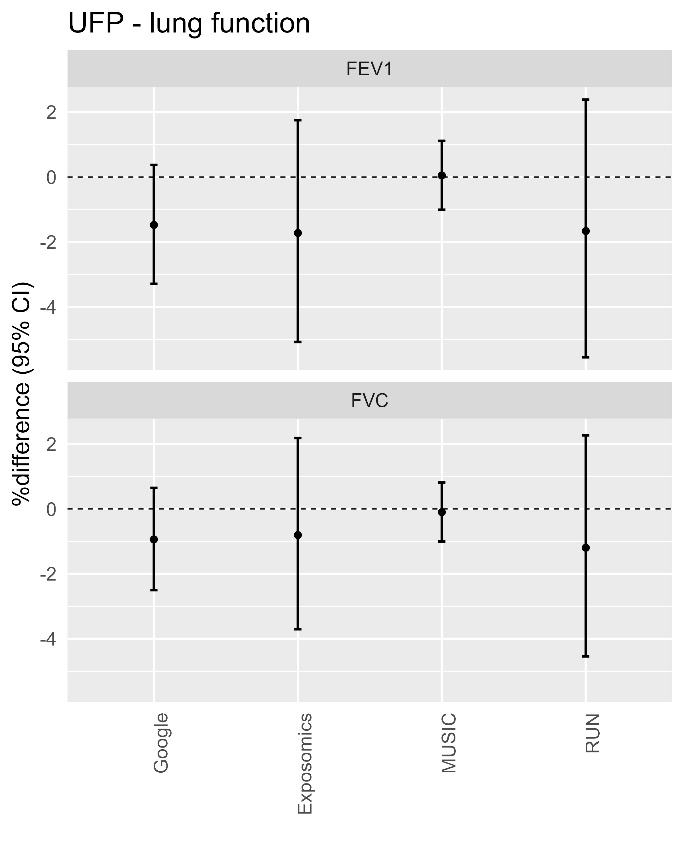 UFP - lung function
FEV1
2
0
-2
-4
%difference (95% CI)
FVC
2
0
-2
-4
Google
Exposomics
MUSIC
RUN